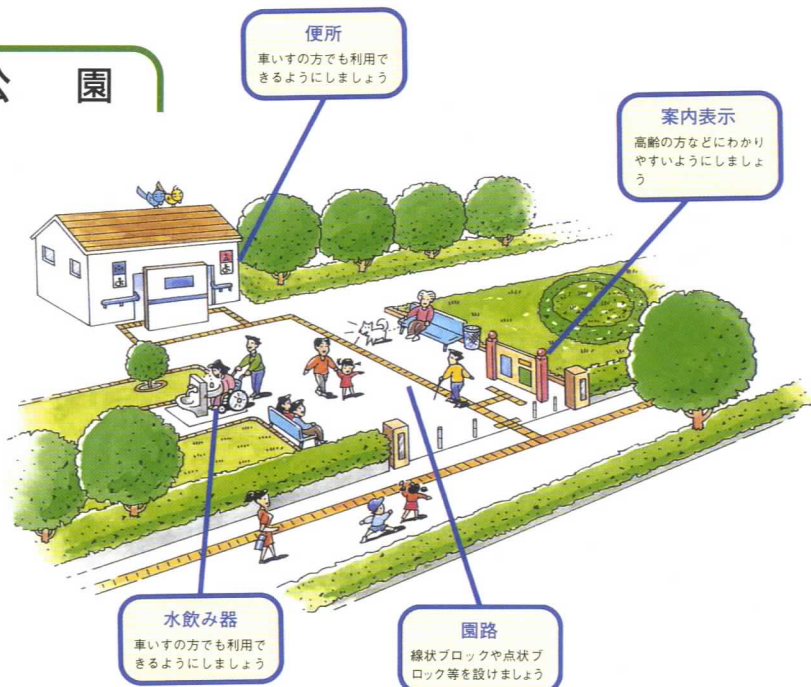 公 園
便所
車いすの方でも利用で
きるようにしましょう
案内表示
高齢の方などにわかり
やすいようにしましょ
う
水飲み器
車いすの方でも利用で
きるようにしましょう
園路
線状ブロックや点状ブ
ロック等を設けましょう